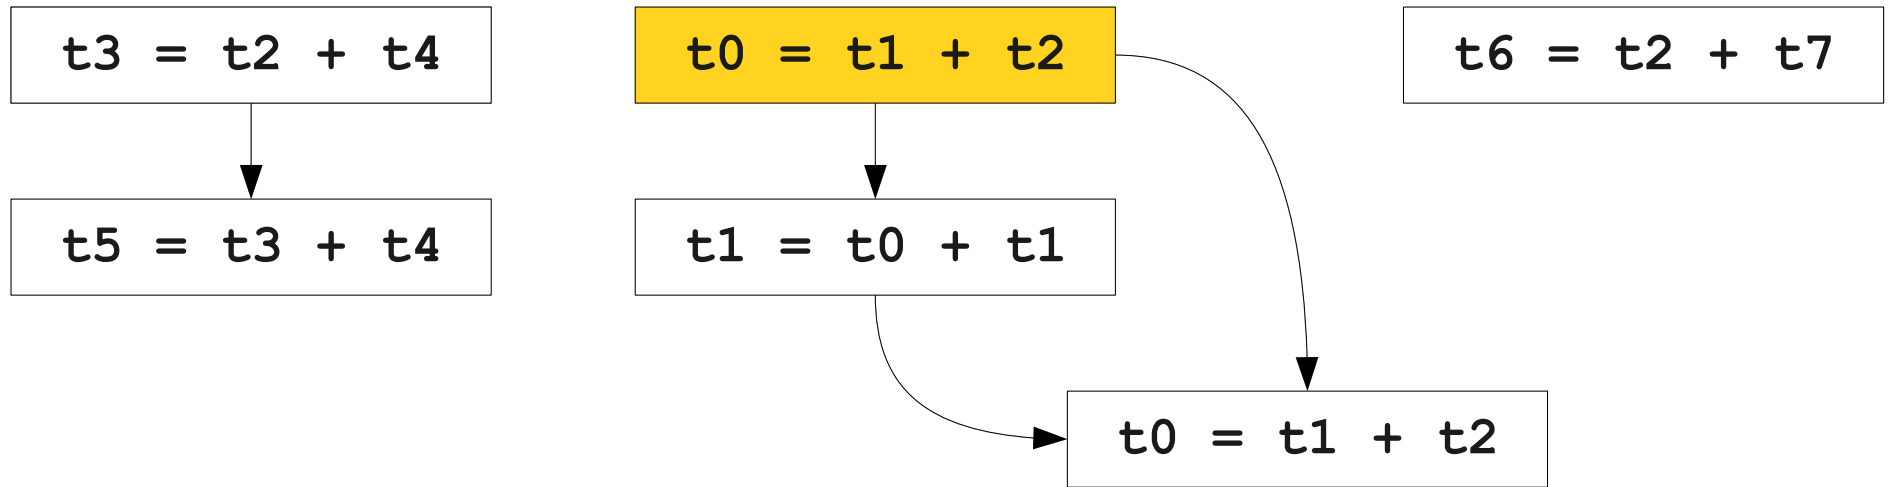 t3 = t2 + t4
t0 = t1 + t2
t6 = t2 + t7
t5 = t3 + t4
t1 = t0 + t1
t0 = t1 + t2